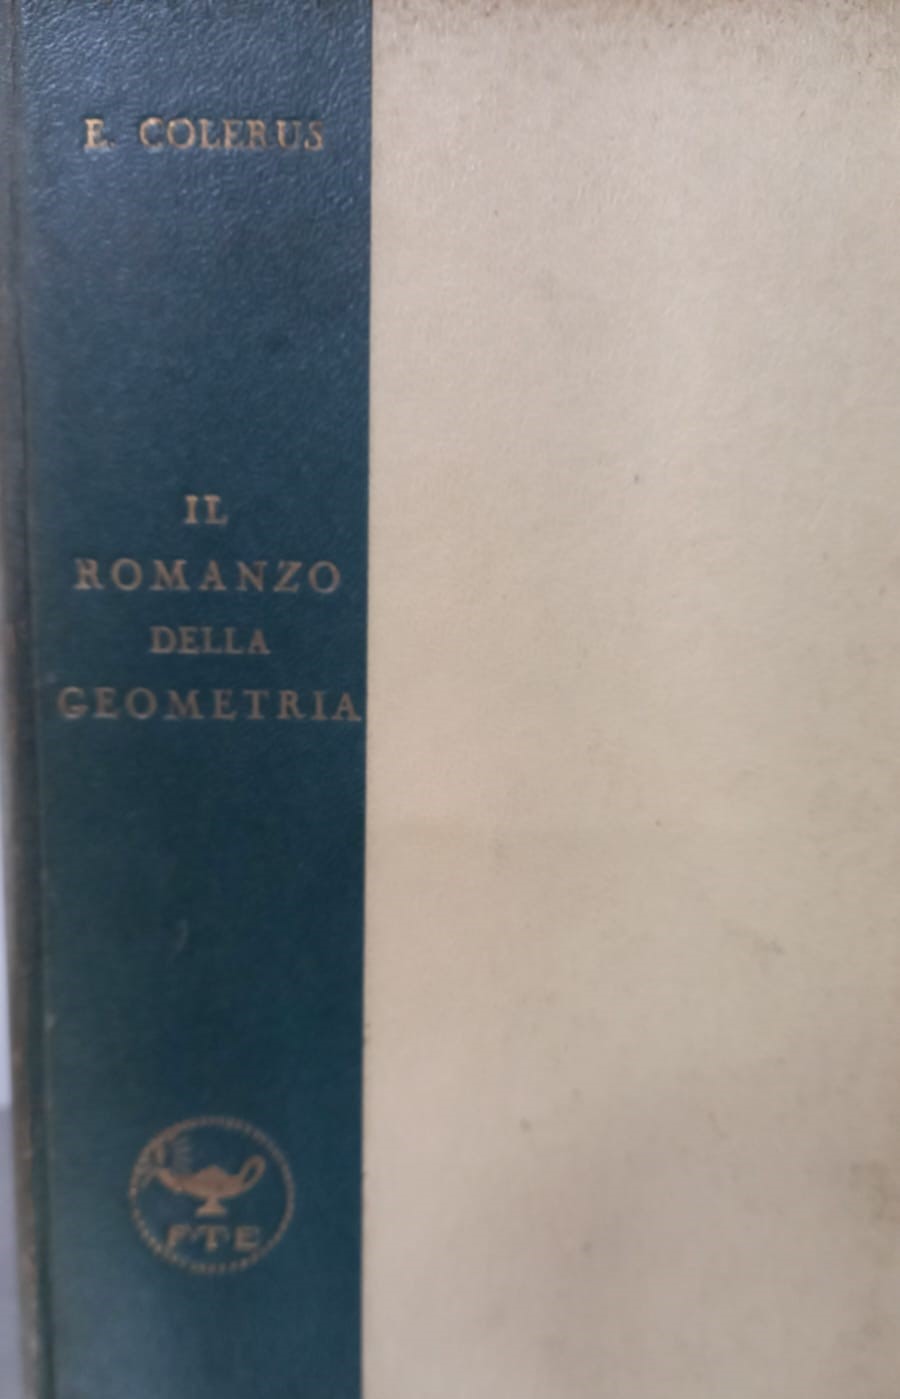 E. COLERUS
IL
ROMANZO
DELLA
GEOMETRIA
FTE